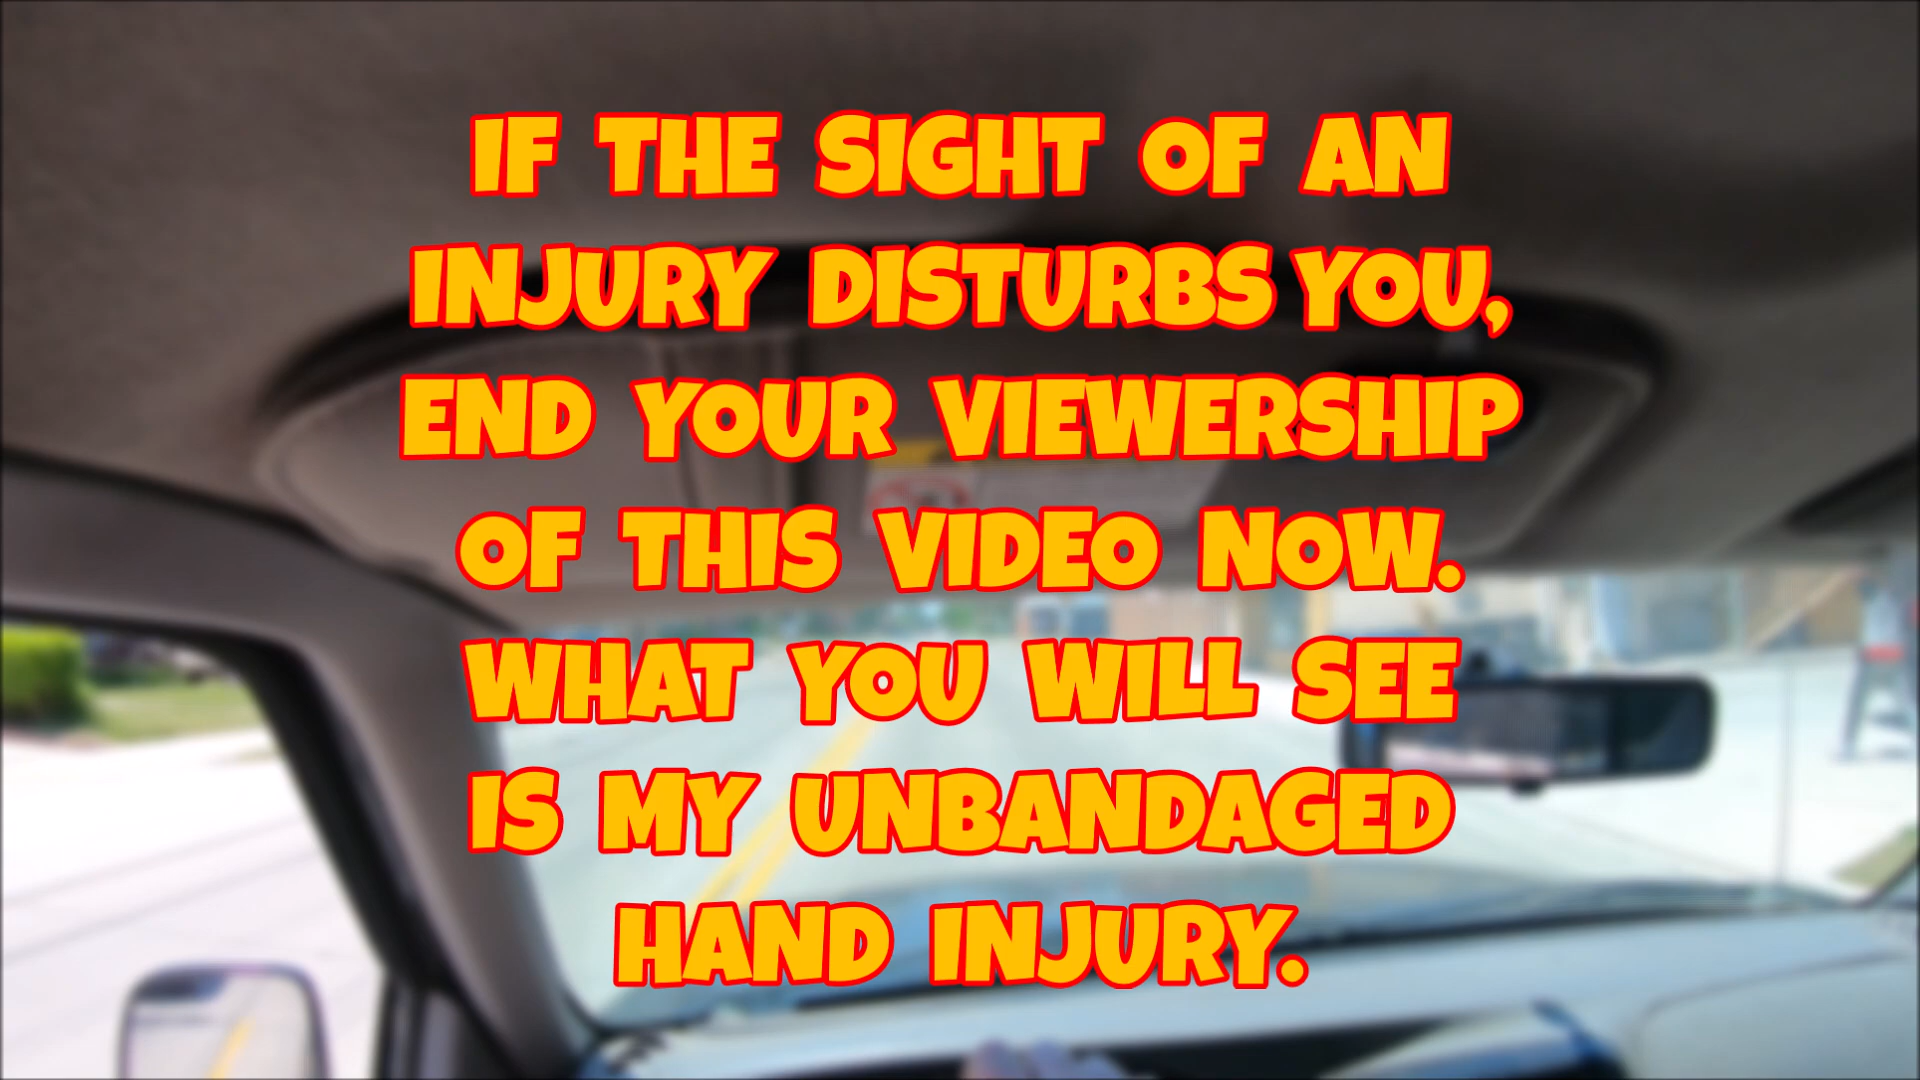 IF THE SIGHT OF AN
INJURY DISTURBS YOU,
END YOUR VIEWERSHIP
OF THIS VIDEO NOW.
WHAT YOU WILL SEE
IS MY UNBANDAGED
HAND INJURY.